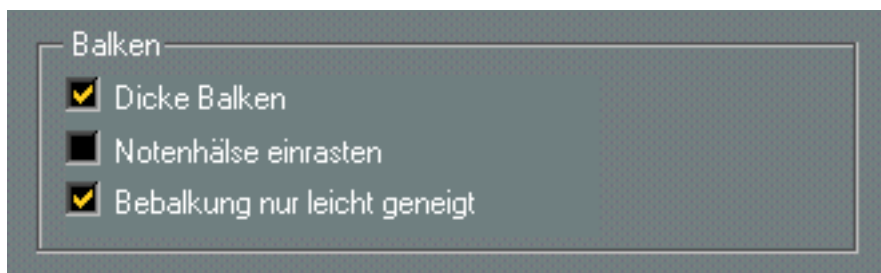 Balken
Dicke Balken
Notenhälse einrasten
Bebalkung nur leicht geneigt